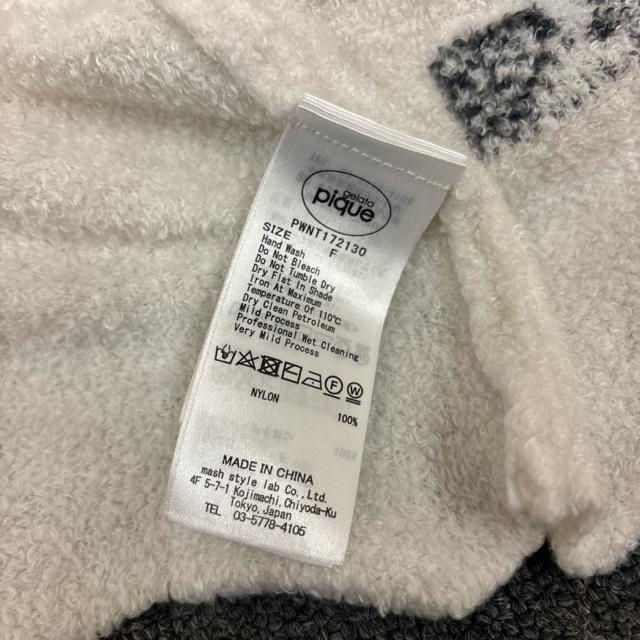 gelato
pique
PWNT172130
SIZE F
Hand Wash
Do Not Bleach
Do Not Tumble Dry
Dry Flat in Shade
Iron At Maximum
Temperature Of 110℃
Dry Clean Petroleum
Mild Process
Professional Wet Cleaning
Very Mild Process
NYLON 100%
MADE IN CHINA
mash style lab Co., Ltd.
4F 5-7-1 Kojimachi, Chiyoda-Ku
Tokyo, Japan
TEL 03-5778-4105